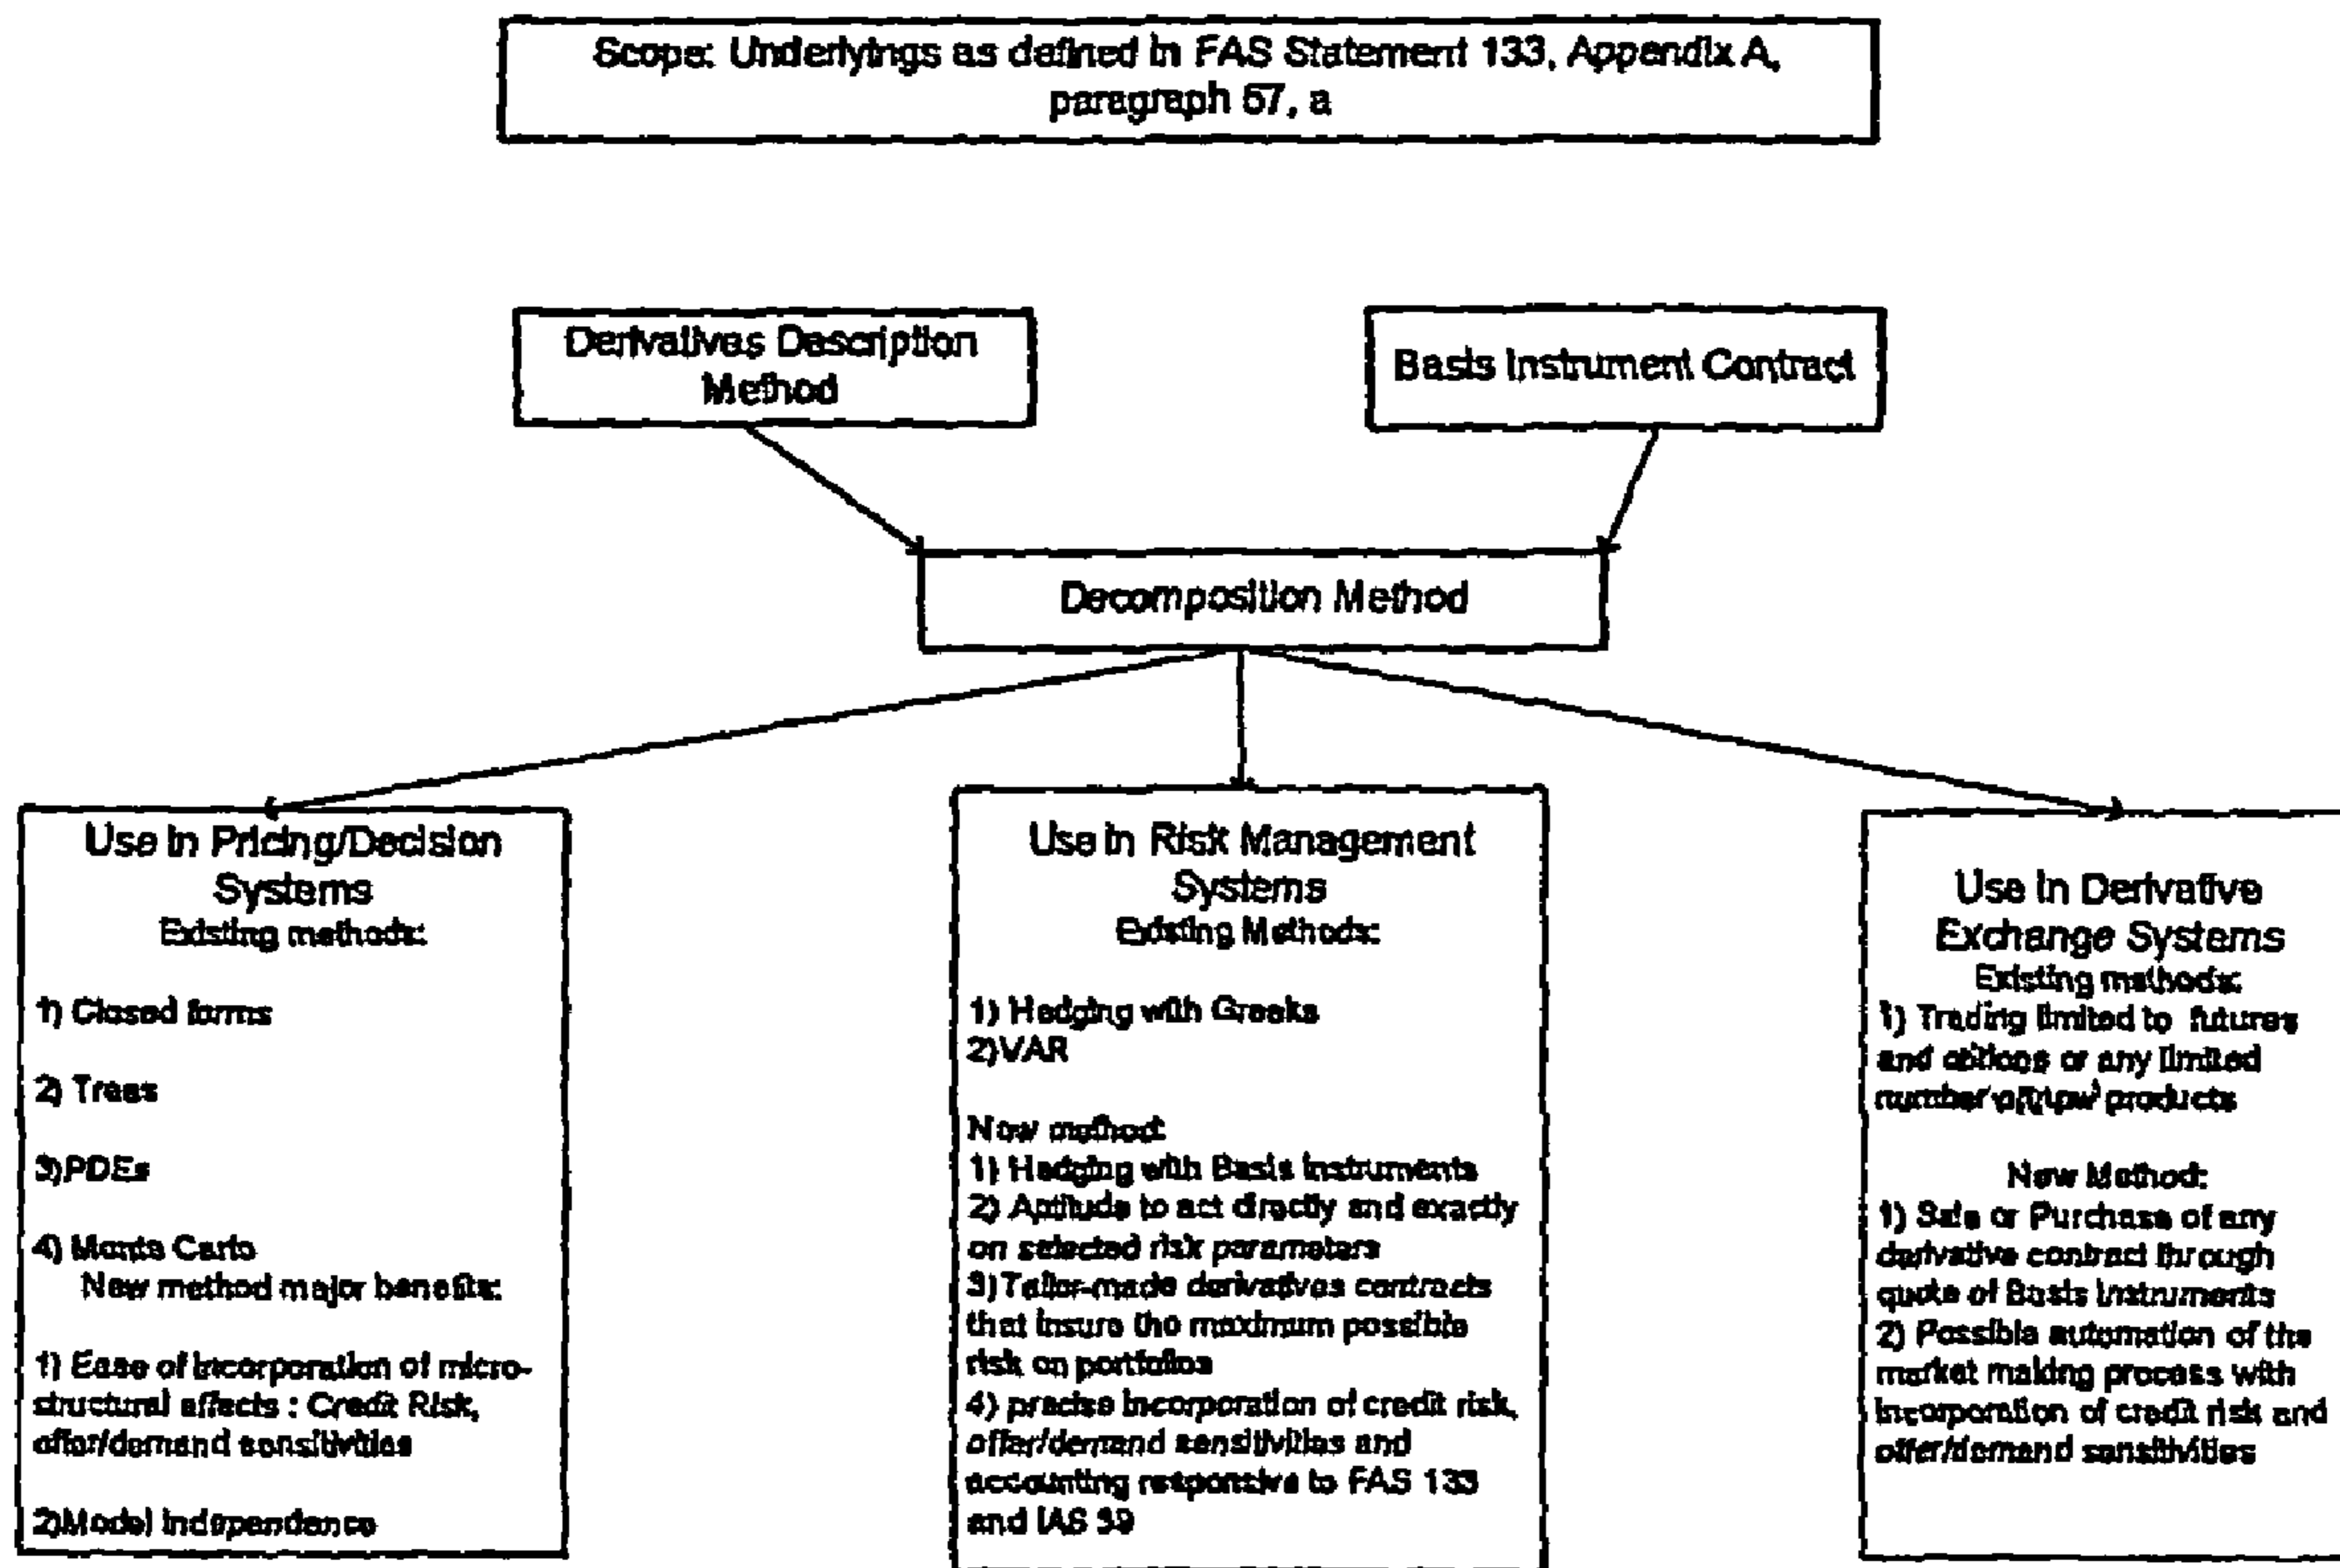 Scope: Underlyings as defined in FAS Statement 133, Appendix A,
paragraph 57, a
Derivatives Description
Method
Basis Instrument Contract
Decomposition Method
Use in Pricing/Decision
Systems
Existing methods:
1) Closed forms
2) Trees
3)PDEs
4) Monte Carlo
New method major benefits:
1) Ease of incorporation of micro-
structural effects : Credit Risk,
offer/demand sensitivities
2)Model independence
Use in Risk Management
Systems
Existing Methods:
1) Hedging with Greeks
2)VAR
New method:
1) Hedging with Basis instruments
2) Aptitude to act directly and exactly
on selected risk parameters
3)Tailor-made derivatives contracts
that insure the maximum possible
risk on portfolios
4) precise incorporation of credit risk,
offer/demand sensitivities and
accounting responsive to FAS 133
and IAS 39
Use in Derivative
Exchange Systems
Existing methods:
1) Trading limited to futures
and options or any limited
number of products
New Method:
1) Sale or Purchase of any
derivative contract through
quote of Basis Instruments
2) Possible automation of the
market making process with
incorporation of credit risk and
offer/demand sensitivities